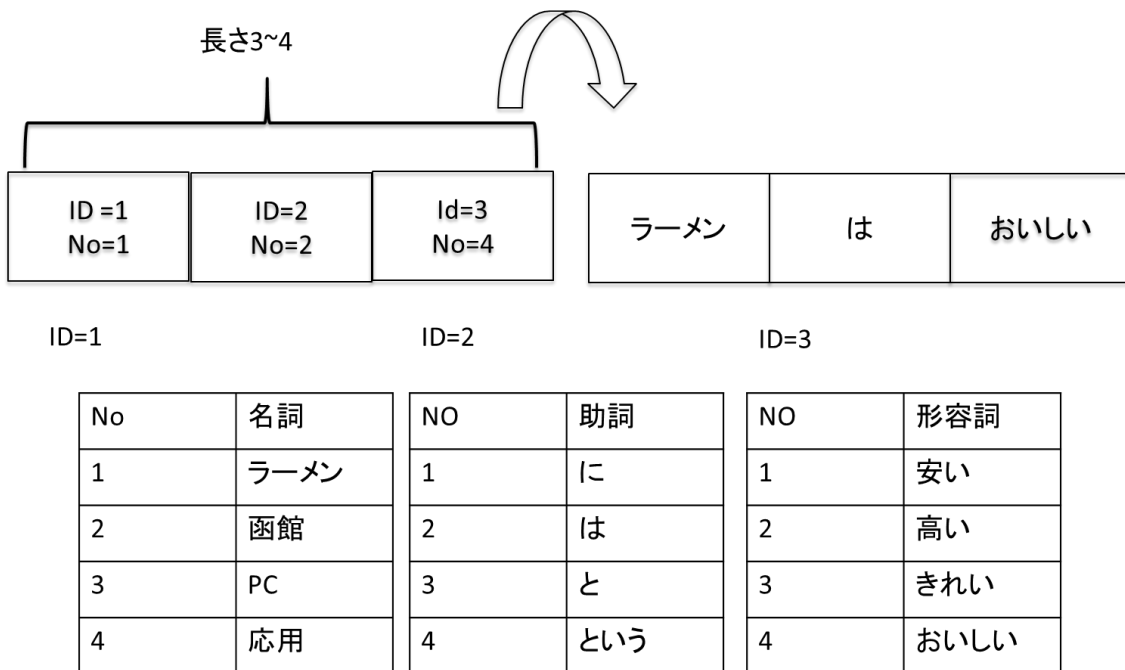 長さ3~4
ID =1
No=1
ID=2
No=2
Id=3
No=4
ラーメン
は
おいしい
ID=1
ID=2
ID=3
No 名詞
1 ラーメン
2 函館
3 PC
4 応用
NO 助詞
1 に
2 は
3 と
4 という
NO 形容詞
1 安い
2 高い
3 きれい
4 おいしい